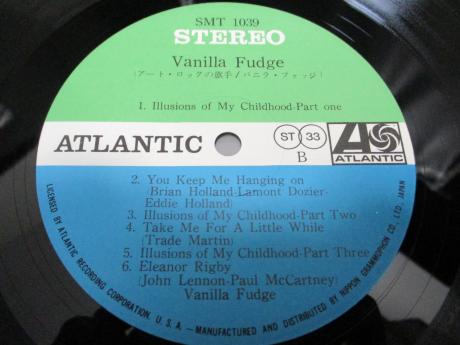 SMT 1039
STEREO
Vanilla Fudge
(アート・ロックの旗手/バニラ・ファッジ)
1. Illusions of My Childhood-Part one
ATLANTIC
ST 33
B
ATLANTIC
2. You Keep Me Hanging on
(Brian Holland-Lamont Dozier-
Eddie Holland)
3. Illusions of My Childhood-Part Two
4. Take Me For A Little While
(Trade Martin)
5. Illusions of My Childhood-Part Three
6. Eleanor Rigby
(John Lennon-Paul McCartney)
Vanilla Fudge
LICENSED BY ATLANTIC RECORDING CORPORATION. U.S.A.-MANUFACTURED AND DISTRIBUTED BY NIPPON GRAMMOPHON CO., LTD., JAPAN